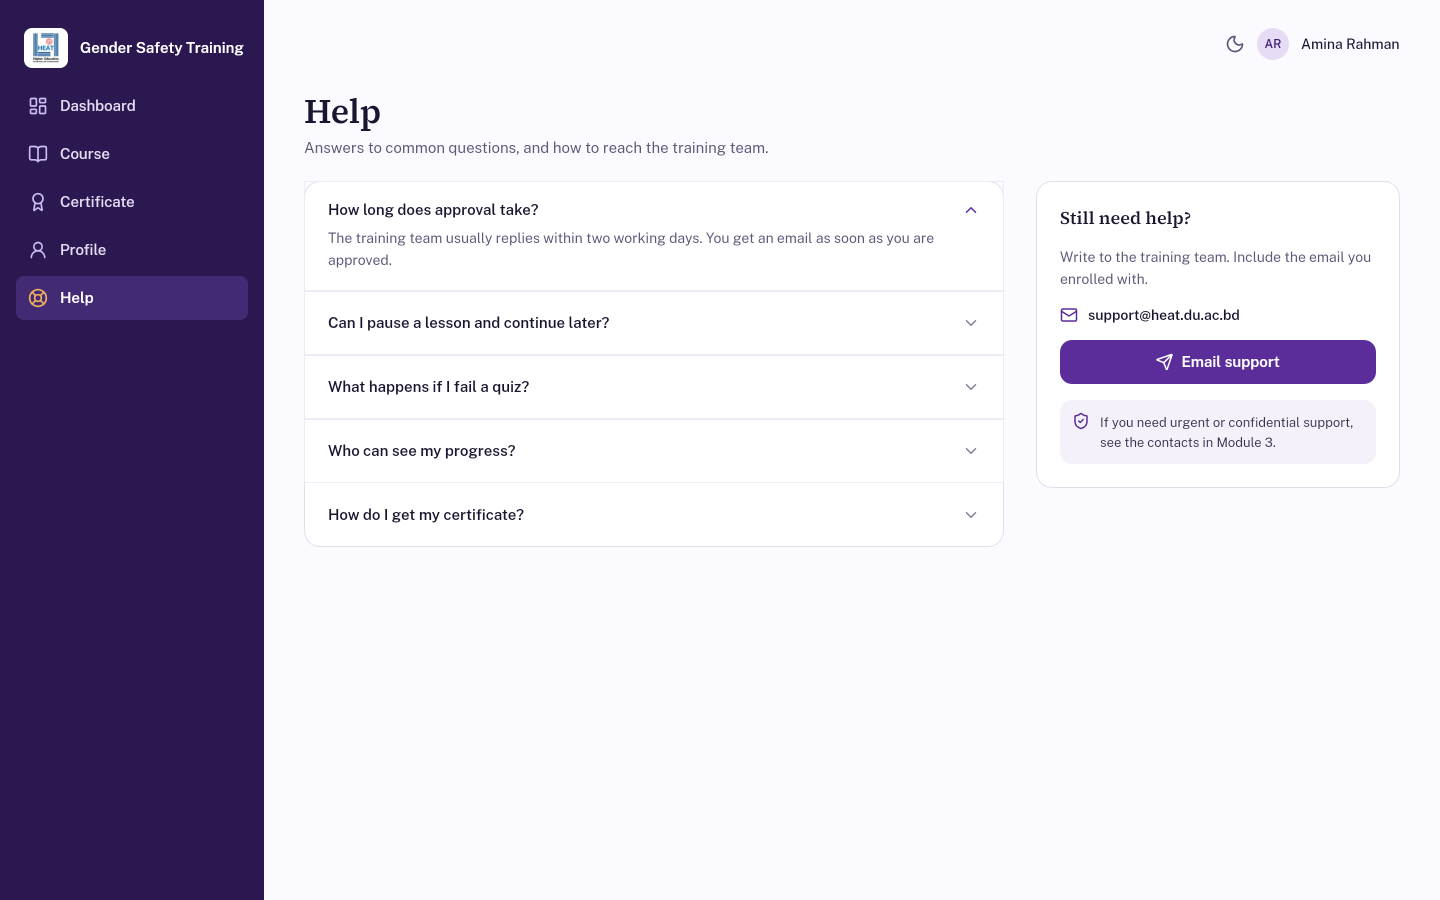 HEAT
Gender Safety Training
Dashboard
Course
Certificate
Profile
Help
AR
Amina Rahman
Help
Answers to common questions, and how to reach the training team.
How long does approval take?
The training team usually replies within two working days. You get an email as soon as you are
approved.
Can I pause a lesson and continue later?
What happens if I fail a quiz?
Who can see my progress?
How do I get my certificate?
Still need help?
Write to the training team. Include the email you
enrolled with.
support@heat.du.ac.bd
Email support
If you need urgent or confidential support,
see the contacts in Module 3.